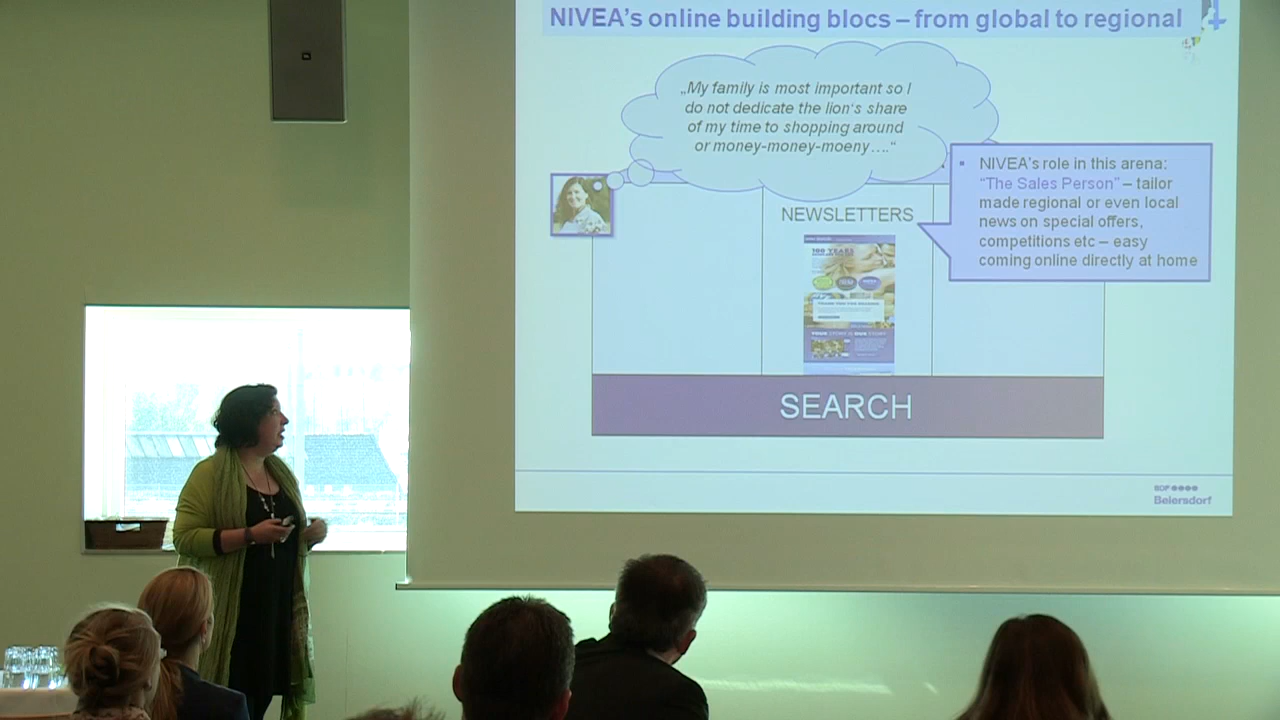 NIVEA's online building blocs – from global to regional
„My family is most important so I
do not dedicate the lion's share
of my time to shopping around
or money-money-moeny …."
NIVEA's role in this arena:
"The Sales Person" – tailor
made regional or even local
news on special offers,
competitions etc – easy
coming online directly at home
NEWSLETTERS
100 YEARS
SEARCH
BDF
Beiersdorf